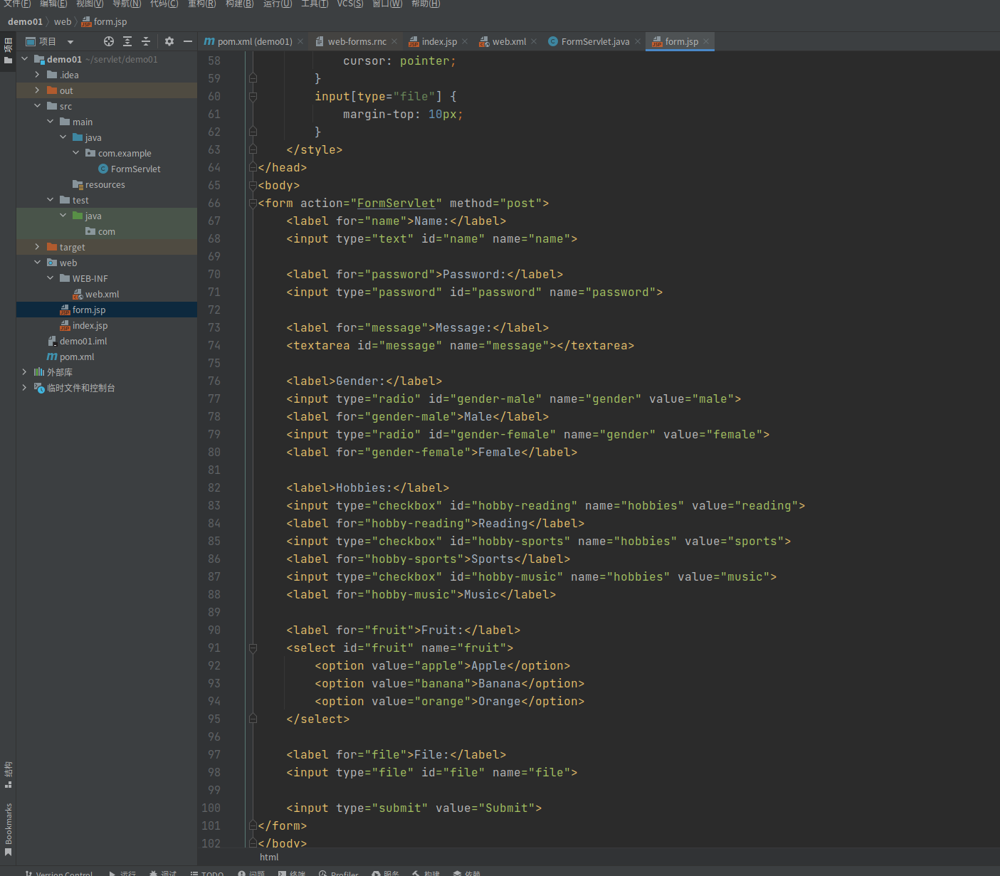 文件(F) 编辑(E) 视图(V) 导航(N) 代码(C) 重构(R) 构建(B) 运行(U) 工具(T) VCS(S) 窗口(W) 帮助(H)
demo01 web form.jsp
项目
项目
pom.xml (demo01) web-forms.rnc index.jsp web.xml FormServlet.java form.jsp
demo01 ~/servlet/demo01
.idea
out
src
main
java
com.example
FormServlet
resources
test
java
com
target
web
WEB-INF
web.xml
form.jsp
index.jsp
demo01.iml
pom.xml
外部库
临时文件和控制台
结构
Bookmarks
58 cursor: pointer;
59 }
60 input[type="file"] {
61 margin-top: 10px;
62 }
63 </style>
64 </head>
65 <body>
66 <form action="FormServlet" method="post">
67 <label for="name">Name:</label>
68 <input type="text" id="name" name="name">
69
70 <label for="password">Password:</label>
71 <input type="password" id="password" name="password">
72
73 <label for="message">Message:</label>
74 <textarea id="message" name="message"></textarea>
75
76 <label>Gender:</label>
77 <input type="radio" id="gender-male" name="gender" value="male">
78 <label for="gender-male">Male</label>
79 <input type="radio" id="gender-female" name="gender" value="female">
80 <label for="gender-female">Female</label>
81
82 <label>Hobbies:</label>
83 <input type="checkbox" id="hobby-reading" name="hobbies" value="reading">
84 <label for="hobby-reading">Reading</label>
85 <input type="checkbox" id="hobby-sports" name="hobbies" value="sports">
86 <label for="hobby-sports">Sports</label>
87 <input type="checkbox" id="hobby-music" name="hobbies" value="music">
88 <label for="hobby-music">Music</label>
89
90 <label for="fruit">Fruit:</label>
91 <select id="fruit" name="fruit">
92 <option value="apple">Apple</option>
93 <option value="banana">Banana</option>
94 <option value="orange">Orange</option>
95 </select>
96
97 <label for="file">File:</label>
98 <input type="file" id="file" name="file">
99
100 <input type="submit" value="Submit">
101 </form>
102 </body>
html
Version Control 运行 调试 TODO 问题 终端 Profiler 服务 构建 依赖